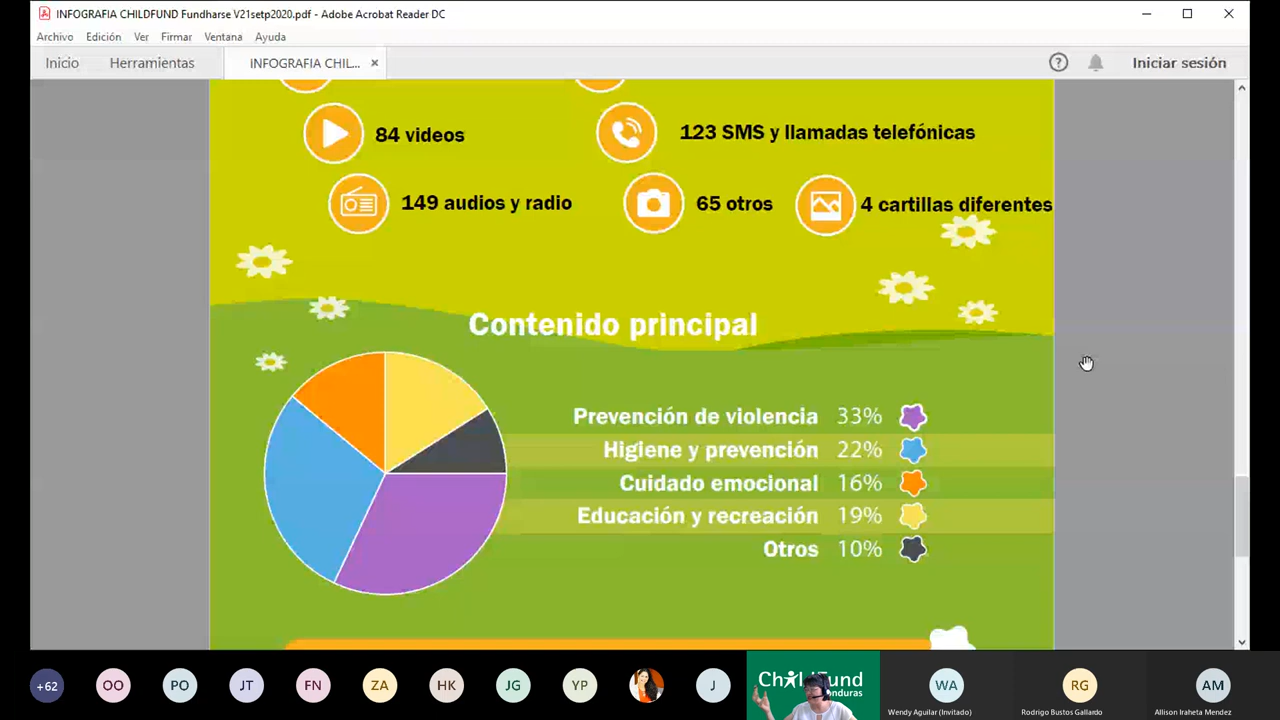 INFOGRAFIA CHILDFUND Fundharse V21setp2020.pdf - Adobe Acrobat Reader DC
Archivo Edición Ver Firmar Ventana Ayuda
Inicio Herramientas INFOGRAFIA CHIL... × Iniciar sesión
84 videos 123 SMS y llamadas telefónicas
149 audios y radio 65 otros 4 cartillas diferentes
Contenido principal
Prevención de violencia 33%
Higiene y prevención 22%
Cuidado emocional 16%
Educación y recreación 19%
Otros 10%
+62 OO PO JT FN ZA HK JG YP J WA RG AM
Wendy Aguilar (Invitado) Rodrigo Bustos Gallardo Allison Iraheta Mendez